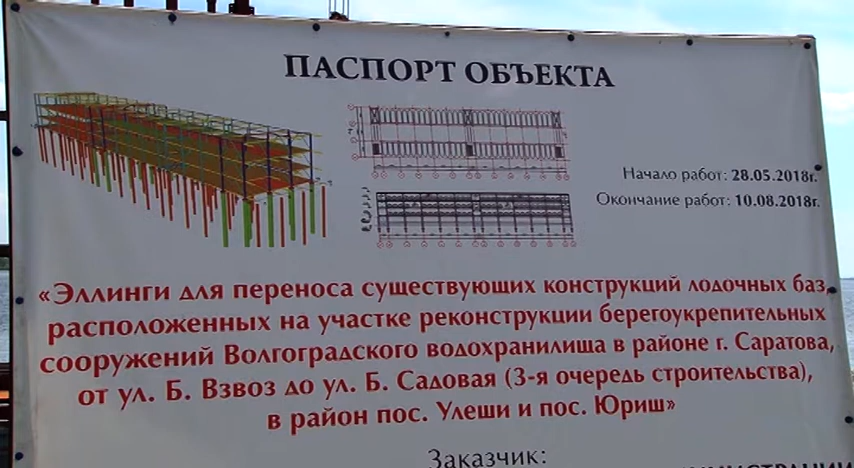 ПАСПОРТ ОБЪЕКТА
Начало работ: 28.05.2018г.
Окончание работ: 10.08.2018г.
«Эллинги для переноса существующих конструкций лодочных баз,
расположенных на участке реконструкции берегоукрепительных
сооружений Волгоградского водохранилища в районе г. Саратова,
от ул. Б. Взвоз до ул. Б. Садовая (3-я очередь строительства),
в район пос. Улеши и пос. Юриш»
Заказчик: